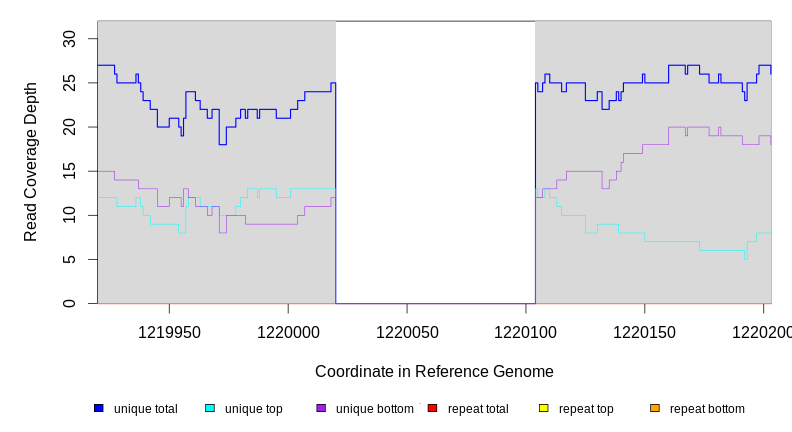 30
25
20
15
10
5
0
Read Coverage Depth
1219950 1220000 1220050 1220100 1220150 122020
Coordinate in Reference Genome
unique total unique top unique bottom repeat total repeat top repeat bottom